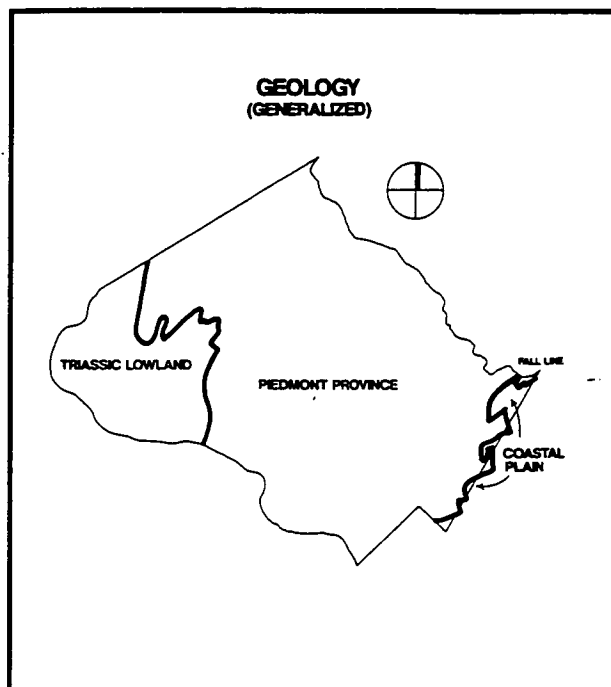 GEOLOGY
(GENERALIZED)
FALL LINE
TRIASSIC LOWLAND
PIEDMONT PROVINCE
COASTAL
PLAIN